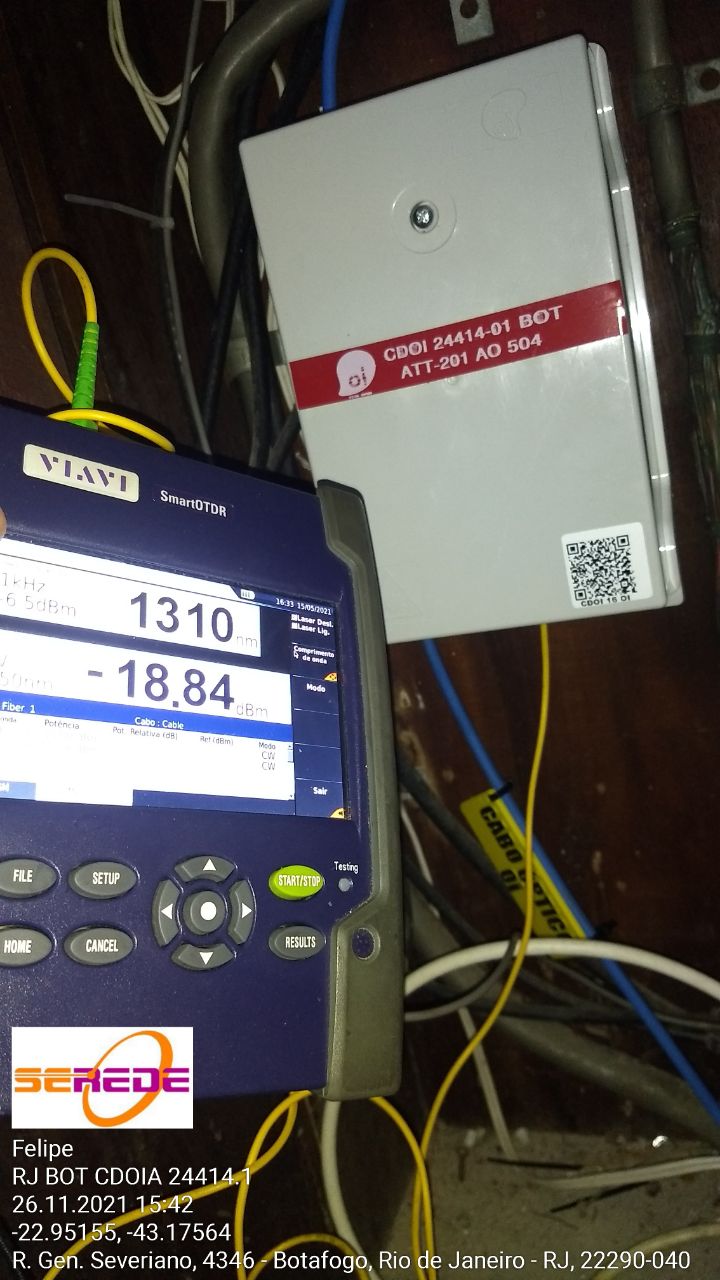 CDOI 24414-01 BOT
ATT-201 AO 504
oi
CDOI 16 OI
VIAVI
SmartOTDR
16:33 15/05/2021
1kHz
-6.5dBm
1310 nm
Laser Desl.
Laser Lig.
Comprimento
de onda
-18.84 dBm
Modo
Fiber 1
Cabo : Cable
Potência
Pot. Relativa (dB)
Ref (dBm)
Modo
CW
CW
Sair
FILE
SETUP
START/STOP
Testing
HOME
CANCEL
RESULTS
CABO
OI
SEREDE
Felipe
RJ BOT CDOIA 24414.1
26.11.2021 15:42
-22.95155, -43.17564
R. Gen. Severiano, 4346 - Botafogo, Rio de Janeiro - RJ, 22290-040